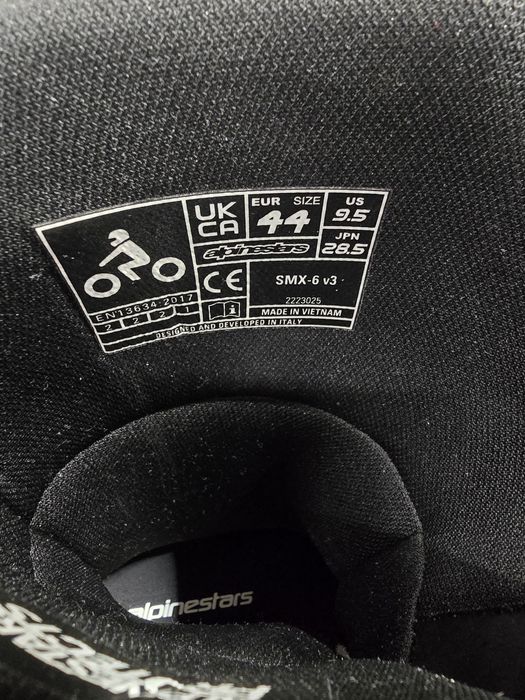 UK
CA
EUR SIZE
44
US
9.5
JPN
28.5
alpinestars
CE
SMX-6 v3
2223025
MADE IN VIETNAM
EN13634:2017
2 2 2 1
DESIGNED AND DEVELOPED IN ITALY
alpinestars